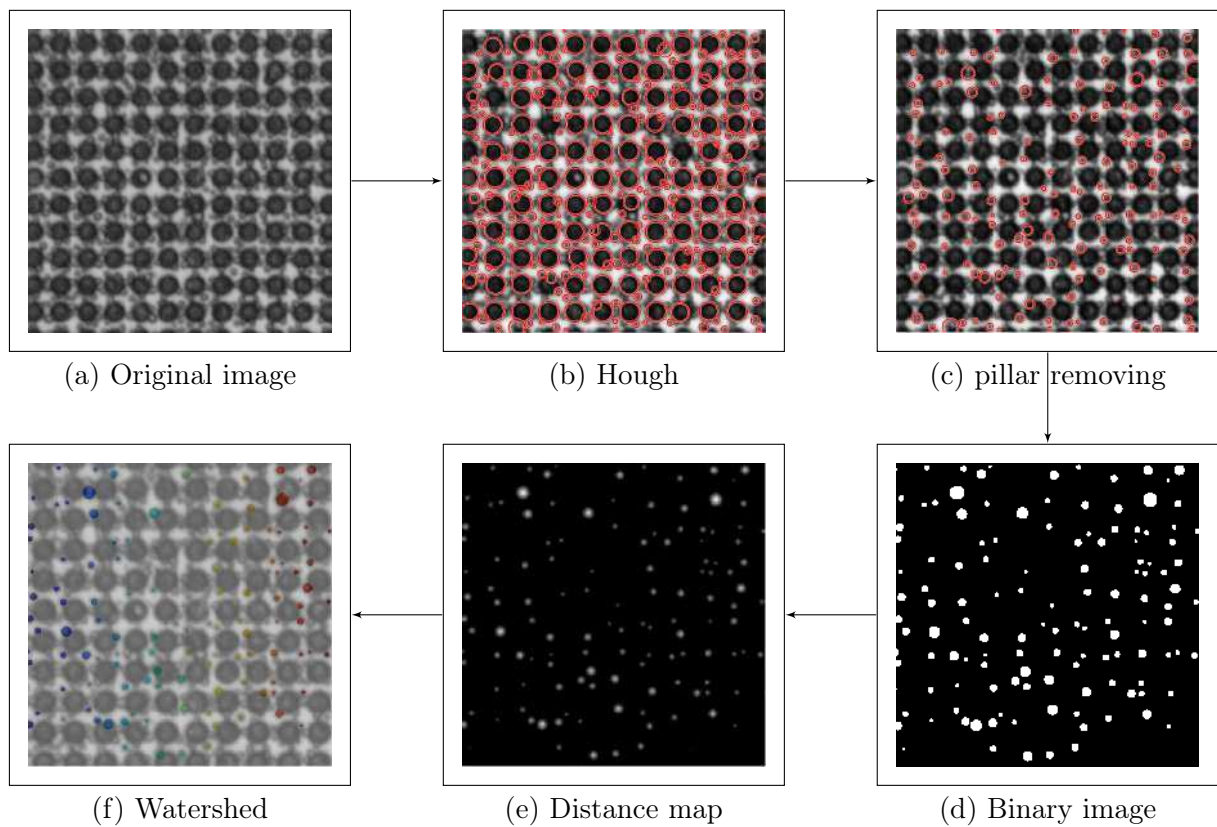 (a) Original image
(b) Hough
(c) pillar removing
(f) Watershed
(e) Distance map
(d) Binary image